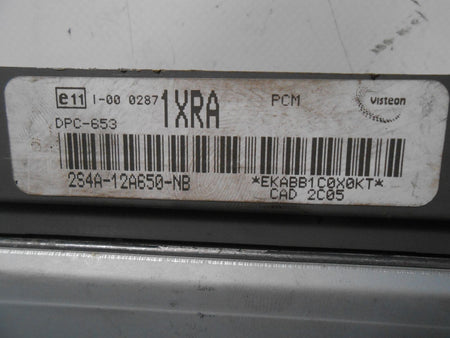 e11 I-00 0287 1XRA PCM Visteon
DPC-653
2S4A-12A650-NB *EKABB1C0X0KT*
CAD 2C05